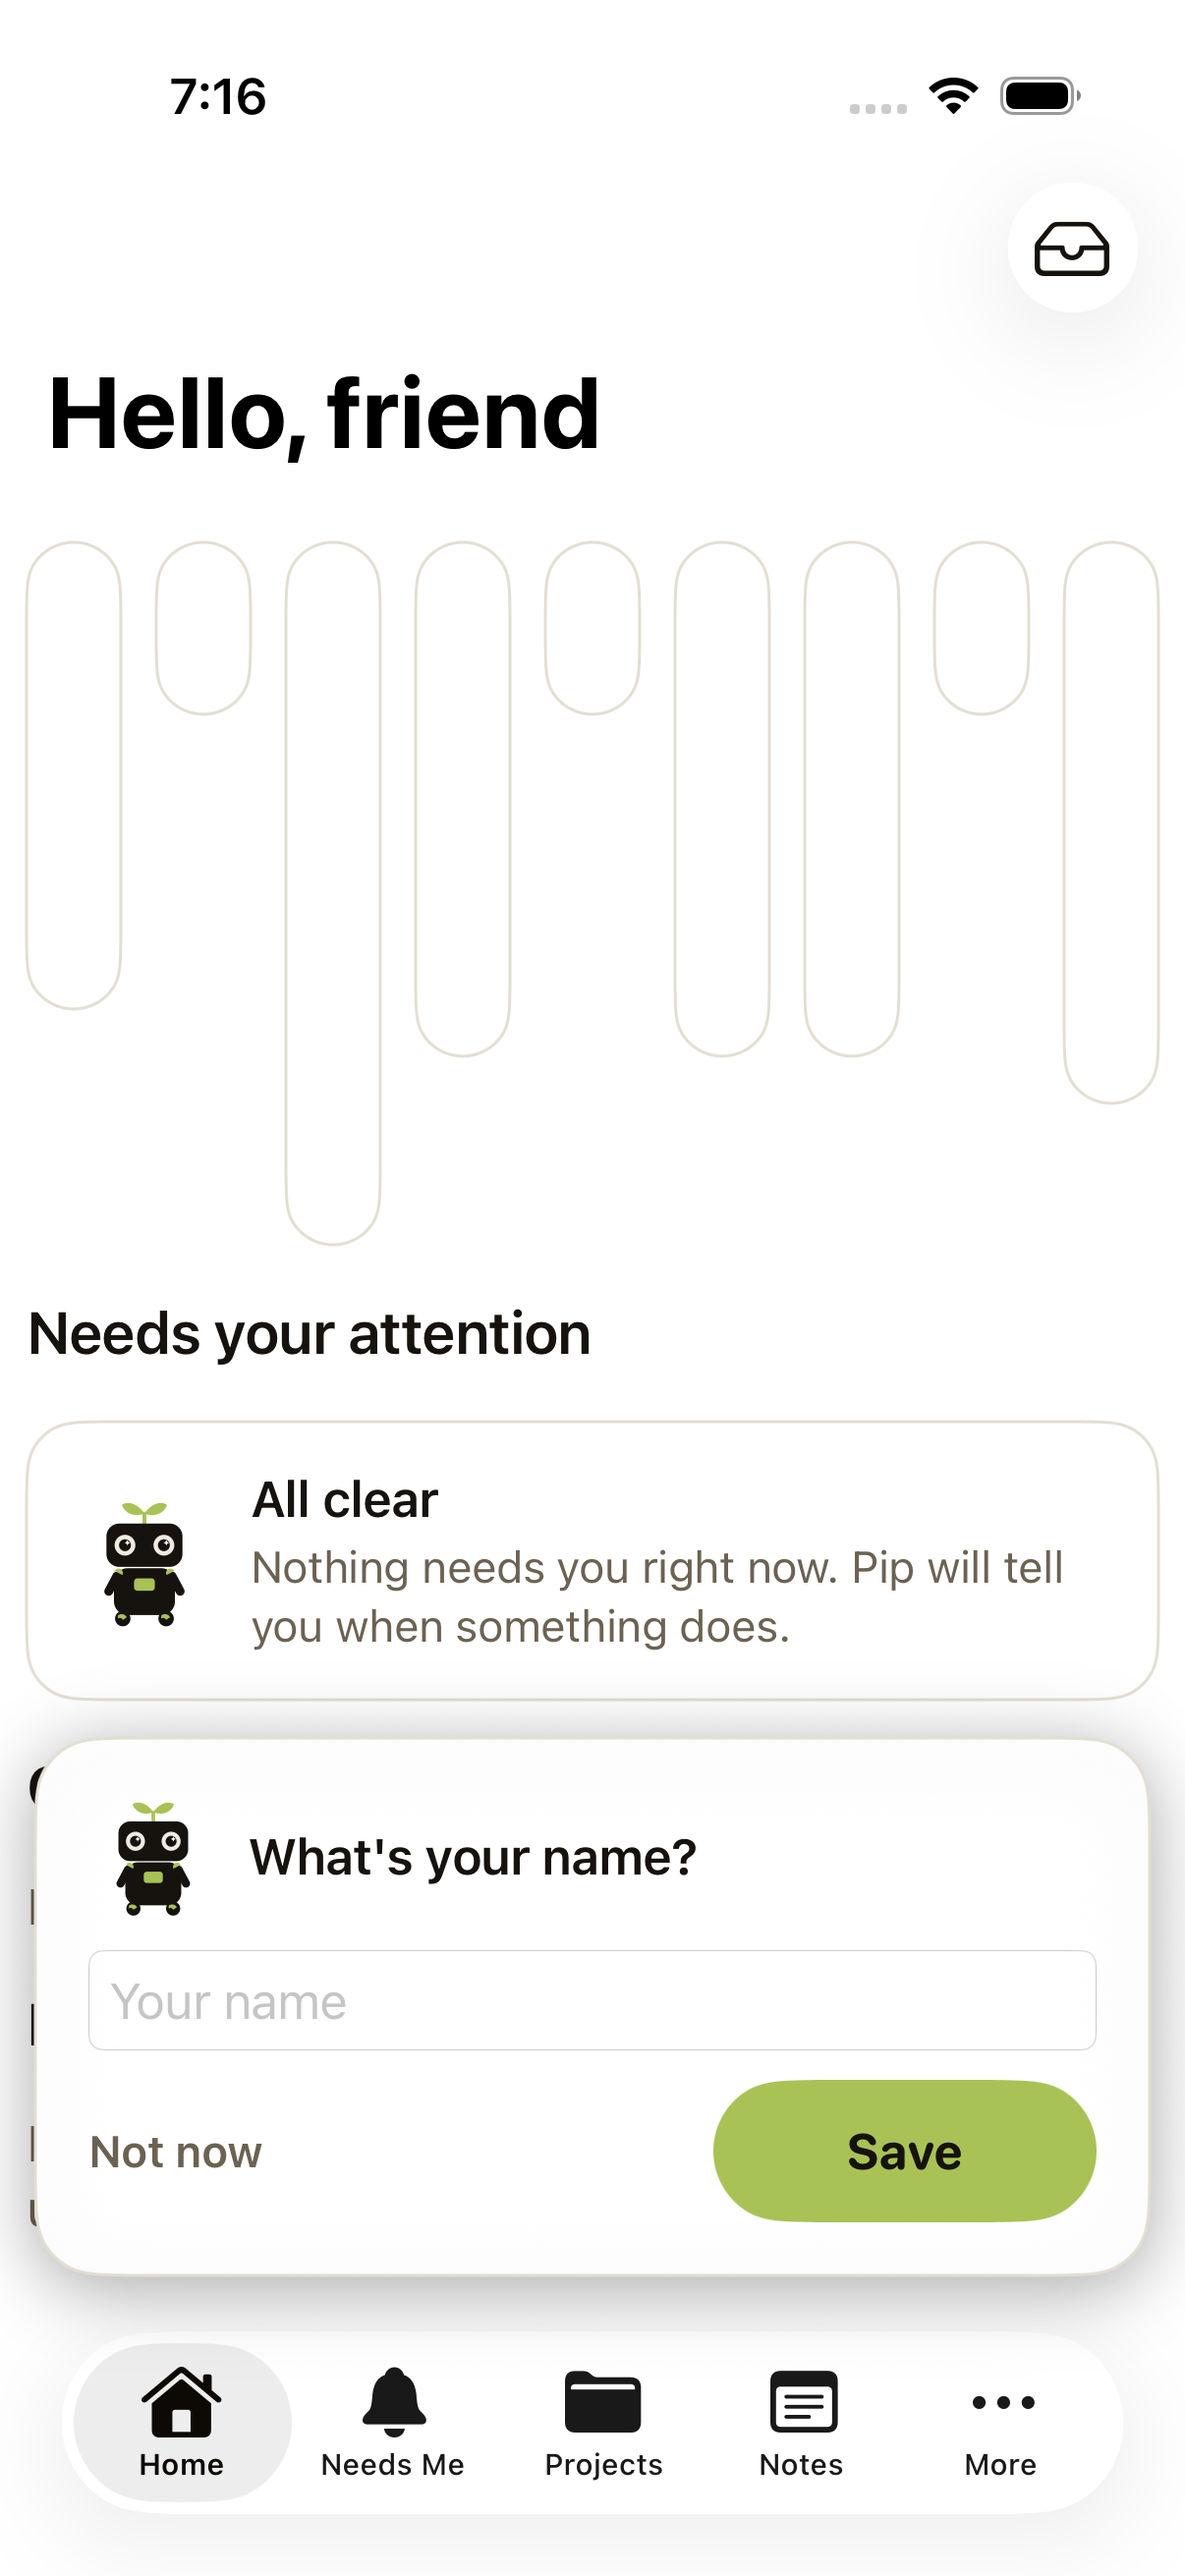 7:16
Hello, friend
Needs your attention
All clear
Nothing needs you right now. Pip will tell
you when something does.
What's your name?
Your name
Not now
Save
Home
Needs Me
Projects
Notes
More